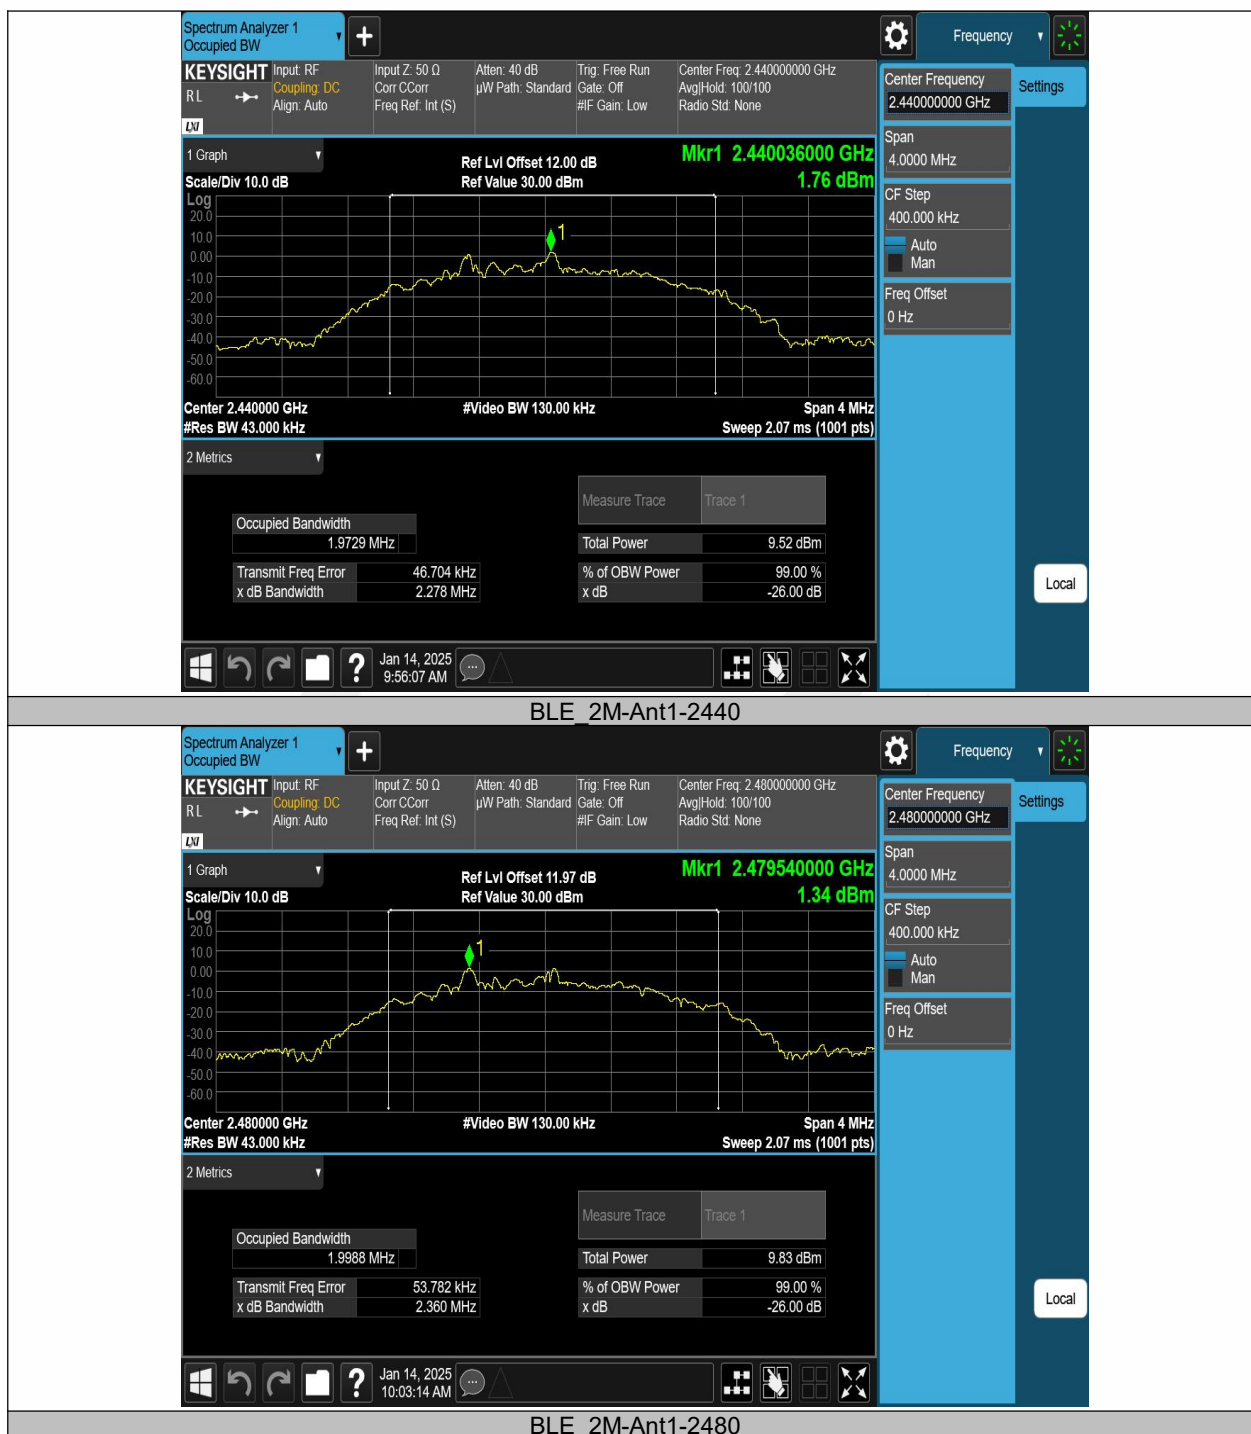 Spectrum Analyzer 1
Occupied BW
Frequency
KEYSIGHT
RL
LXI
Input: RF
Coupling: DC
Align: Auto
Input Z: 50 Ω
Corr CCorr
Freq Ref: Int (S)
Atten: 40 dB
µW Path: Standard
Trig: Free Run
Gate: Off
#IF Gain: Low
Center Freq: 2.440000000 GHz
Avg|Hold: 100/100
Radio Std: None
Center Frequency
2.440000000 GHz
Settings
Span
4.0000 MHz
CF Step
400.000 kHz
Auto
Man
Freq Offset
0 Hz
Local
1 Graph
Scale/Div 10.0 dB
Ref Lvl Offset 12.00 dB
Ref Value 30.00 dBm
Mkr1 2.440036000 GHz
1.76 dBm
Log
20.0
10.0
0.00
-10.0
-20.0
-30.0
-40.0
-50.0
-60.0
1
Center 2.440000 GHz
#Video BW 130.00 kHz
Span 4 MHz
#Res BW 43.000 kHz
Sweep 2.07 ms (1001 pts)
2 Metrics
Measure Trace Trace 1
Occupied Bandwidth
1.9729 MHz
Total Power 9.52 dBm
Transmit Freq Error 46.704 kHz
% of OBW Power 99.00 %
x dB Bandwidth 2.278 MHz
x dB -26.00 dB
?
Jan 14, 2025
9:56:07 AM
BLE_2M-Ant1-2440
Spectrum Analyzer 1
Occupied BW
Frequency
KEYSIGHT
RL
LXI
Input: RF
Coupling: DC
Align: Auto
Input Z: 50 Ω
Corr CCorr
Freq Ref: Int (S)
Atten: 40 dB
µW Path: Standard
Trig: Free Run
Gate: Off
#IF Gain: Low
Center Freq: 2.480000000 GHz
Avg|Hold: 100/100
Radio Std: None
Center Frequency
2.480000000 GHz
Settings
Span
4.0000 MHz
CF Step
400.000 kHz
Auto
Man
Freq Offset
0 Hz
Local
1 Graph
Scale/Div 10.0 dB
Ref Lvl Offset 11.97 dB
Ref Value 30.00 dBm
Mkr1 2.479540000 GHz
1.34 dBm
Log
20.0
10.0
0.00
-10.0
-20.0
-30.0
-40.0
-50.0
-60.0
1
Center 2.480000 GHz
#Video BW 130.00 kHz
Span 4 MHz
#Res BW 43.000 kHz
Sweep 2.07 ms (1001 pts)
2 Metrics
Measure Trace Trace 1
Occupied Bandwidth
1.9988 MHz
Total Power 9.83 dBm
Transmit Freq Error 53.782 kHz
% of OBW Power 99.00 %
x dB Bandwidth 2.360 MHz
x dB -26.00 dB
?
Jan 14, 2025
10:03:14 AM
BLE_2M-Ant1-2480